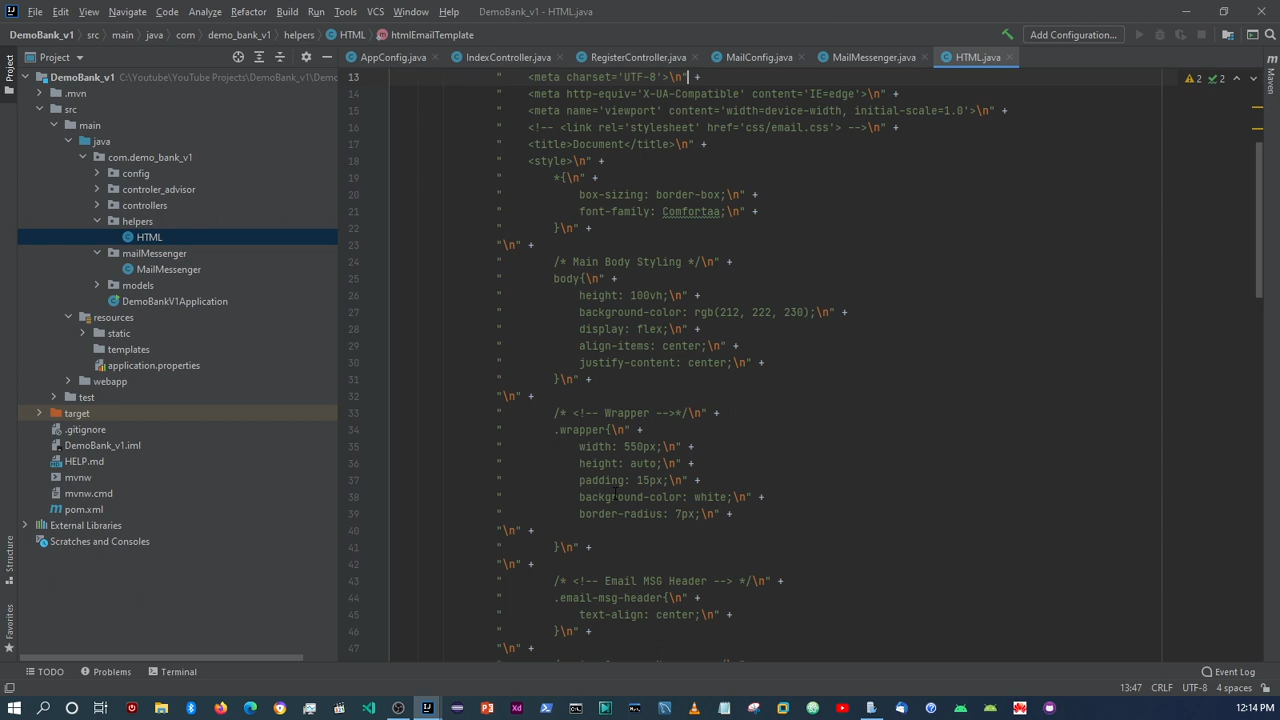 File Edit View Navigate Code Analyze Refactor Build Run Tools VCS Window Help DemoBank_v1 - HTML.java
DemoBank_v1 src main java com demo_bank_v1 helpers HTML htmlEmailTemplate Add Configuration...
Project
AppConfig.java IndexController.java RegisterController.java MailConfig.java MailMessenger.java HTML.java
DemoBank_v1 C:\Youtube\YouTube Projects\DemoBank_v1\Demo
.mvn
src
main
java
com.demo_bank_v1
config
controler_advisor
controllers
helpers
HTML
mailMessenger
MailMessenger
models
DemoBankV1Application
resources
static
templates
application.properties
webapp
test
target
.gitignore
DemoBank_v1.iml
HELP.md
mvnw
mvnw.cmd
pom.xml
External Libraries
Scratches and Consoles
Project
Structure
Favorites
2 2
13 " <meta charset='UTF-8'>\n" +
14 " <meta http-equiv='X-UA-Compatible' content='IE=edge'>\n" +
15 " <meta name='viewport' content='width=device-width, initial-scale=1.0'>\n" +
16 " <!-- <link rel='stylesheet' href='css/email.css'> -->\n" +
17 " <title>Document</title>\n" +
18 " <style>\n" +
19 " *{\n" +
20 " box-sizing: border-box;\n" +
21 " font-family: Comfortaa;\n" +
22 " }\n" +
23 "\n" +
24 " /* Main Body Styling */\n" +
25 " body{\n" +
26 " height: 100vh;\n" +
27 " background-color: rgb(212, 222, 230);\n" +
28 " display: flex;\n" +
29 " align-items: center;\n" +
30 " justify-content: center;\n" +
31 " }\n" +
32 "\n" +
33 " /* <!-- Wrapper -->*/\n" +
34 " .wrapper{\n" +
35 " width: 550px;\n" +
36 " height: auto;\n" +
37 " padding: 15px;\n" +
38 " background-color: white;\n" +
39 " border-radius: 7px;\n" +
40 "\n" +
41 " }\n" +
42 "\n" +
43 " /* <!-- Email MSG Header --> */\n" +
44 " .email-msg-header{\n" +
45 " text-align: center;\n" +
46 " }\n" +
47 "\n" +
TODO Problems Terminal Event Log
13:47 CRLF UTF-8 4 spaces
12:14 PM